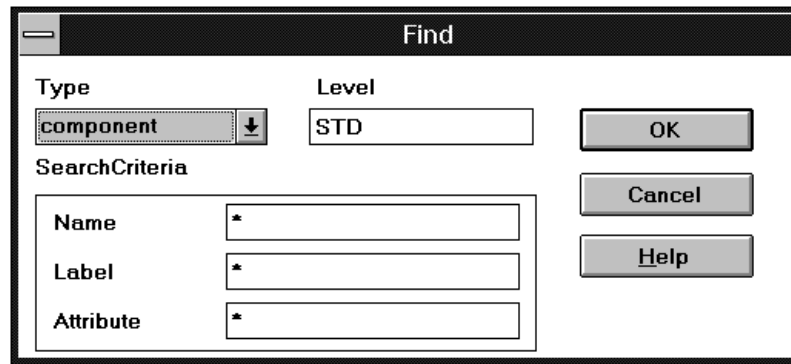 Find
Type Level
component STD
OK
SearchCriteria
Cancel
Name *
Help
Label *
Attribute *